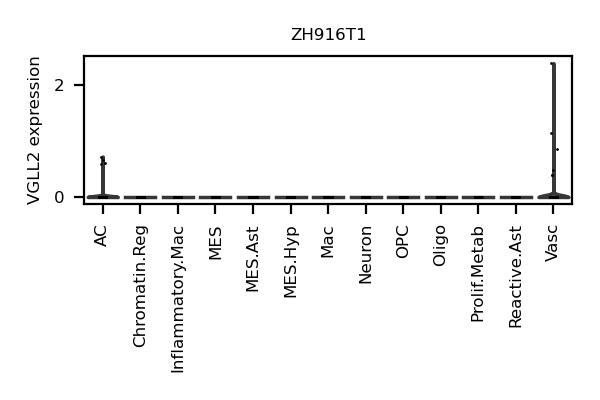 ZH916T1
VGLL2 expression
2
0
AC
Chromatin.Reg
Inflammatory.Mac
MES
MES.Ast
MES.Hyp
Mac
Neuron
OPC
Oligo
Prolif.Metab
Reactive.Ast
Vasc